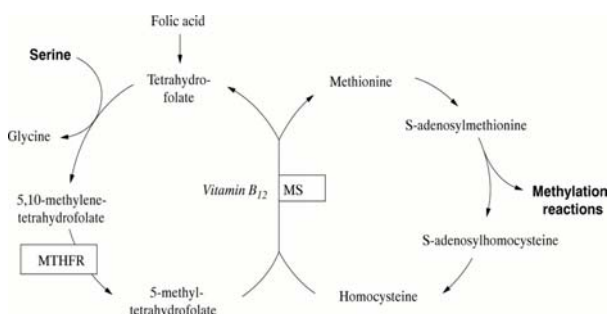 Folic acid
Serine
Tetrahydro-
folate
Methionine
Glycine
S-adenosylmethionine
5,10-methylene-
tetrahydrofolate
Vitamin B12
MS
Methylation
reactions
MTHFR
S-adenosylhomocysteine
5-methyl-
tetrahydrofolate
Homocysteine